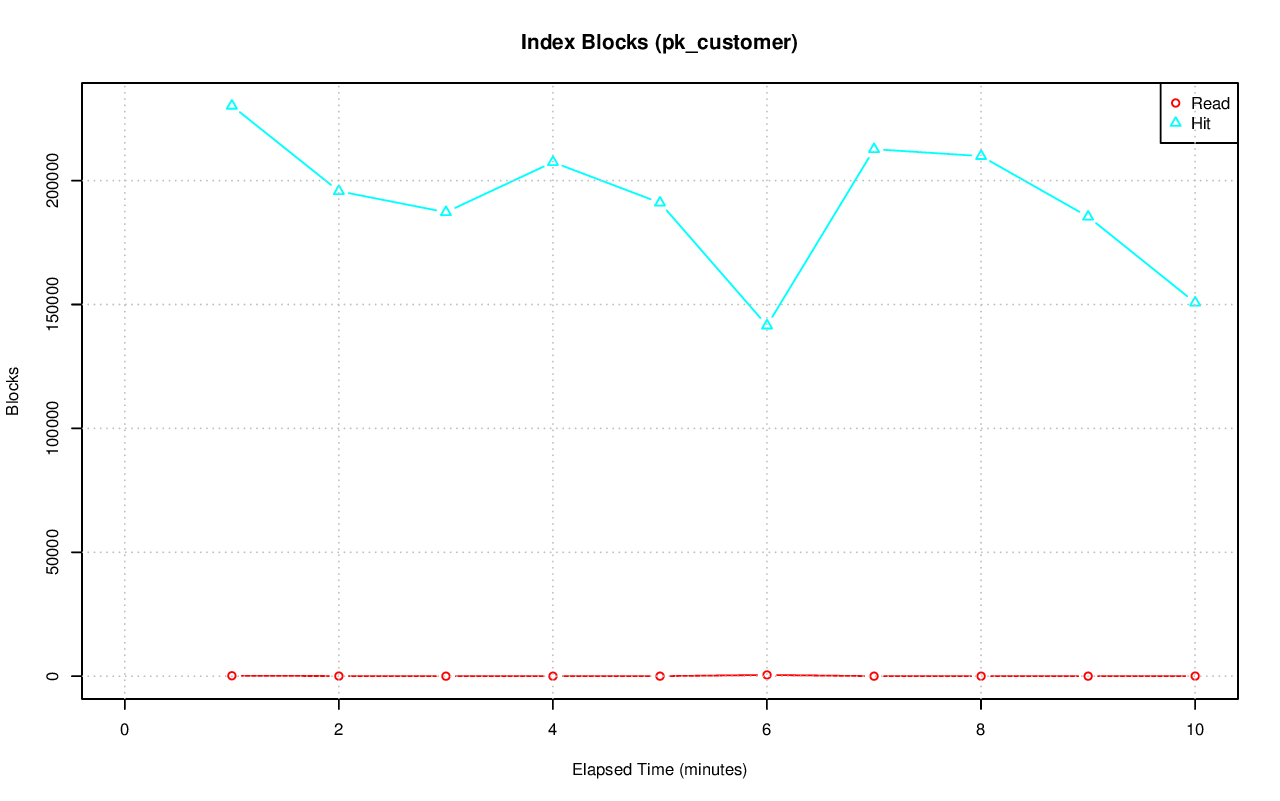 Index Blocks (pk_customer)
Read
Hit
Blocks
200000
150000
100000
50000
0
0 2 4 6 8 10
Elapsed Time (minutes)